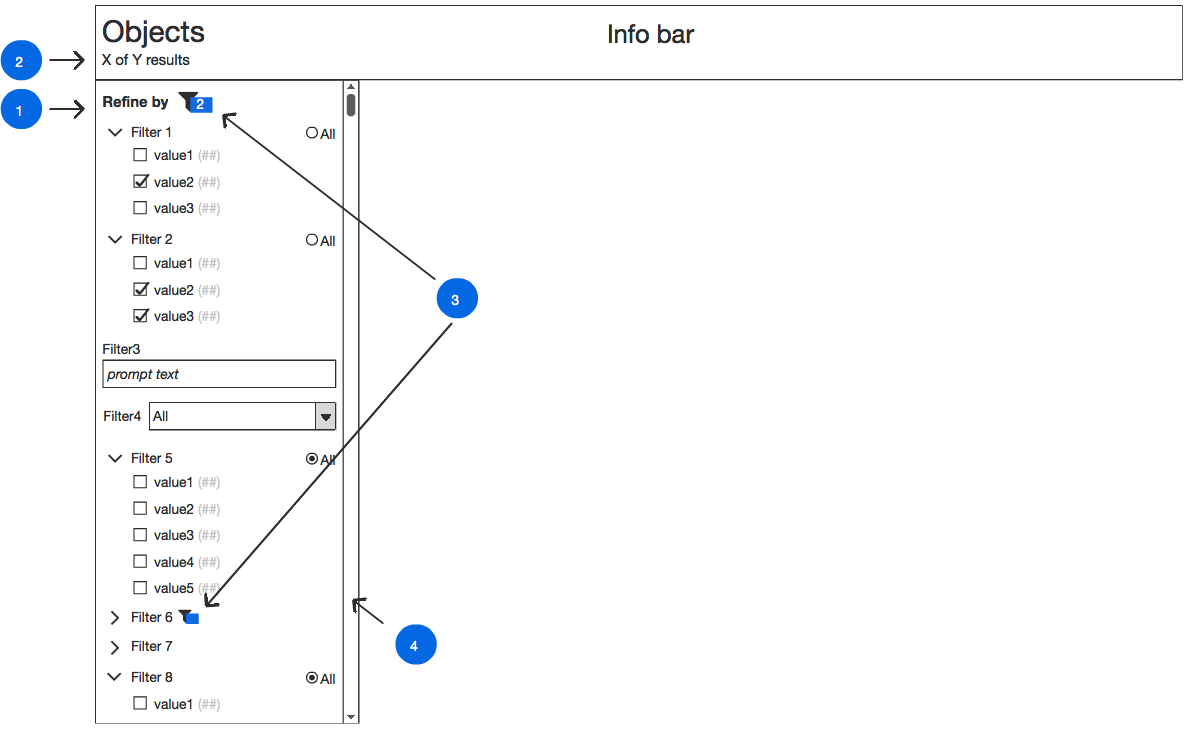 Objects
Info bar
2
X of Y results
1
Refine by 2
Filter 1 All
value1 (##)
value2 (##)
value3 (##)
Filter 2 All
value1 (##)
value2 (##)
value3 (##)
3
Filter3
prompt text
Filter4 All
Filter 5 All
value1 (##)
value2 (##)
value3 (##)
value4 (##)
value5 (##)
Filter 6
Filter 7
4
Filter 8 All
value1 (##)